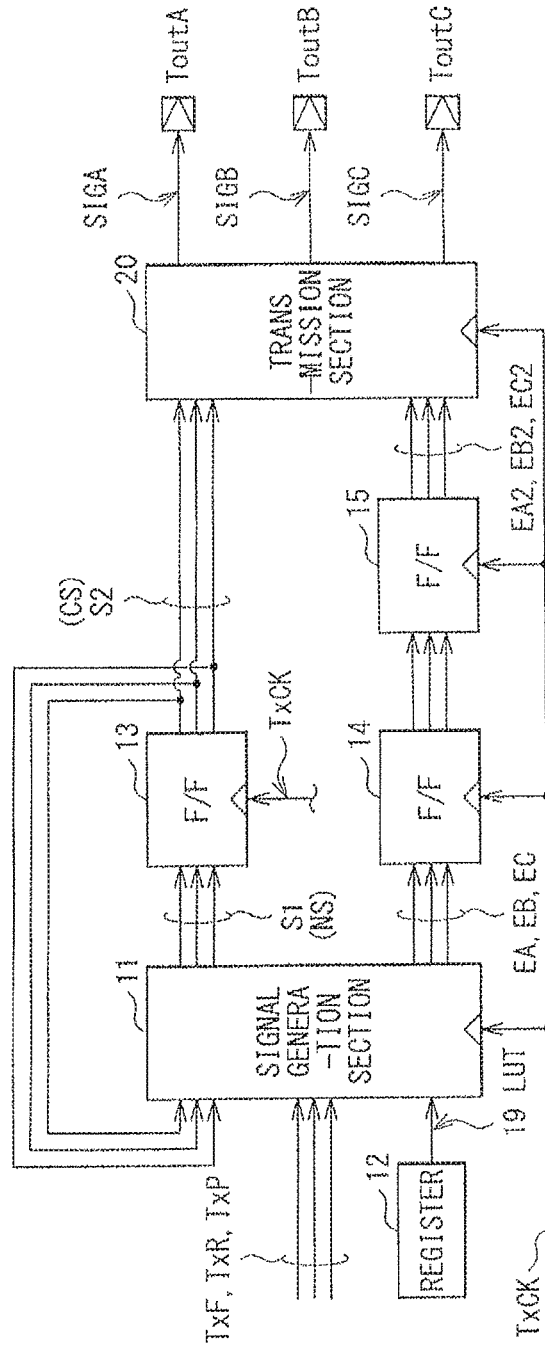 TxF, TxR, TxP
12
REGISTER
19 LUT
TxCK
11
SIGNAL
GENERA
-TION
SECTION
S1
(NS)
EA, EB, EC
13
F/F
TxCK
14
F/F
(CS)
S2
15
F/F
EA2, EB2, EC2
20
TRANS
-MISSION
SECTION
SIGA
ToutA
SIGB
ToutB
SIGC
ToutC